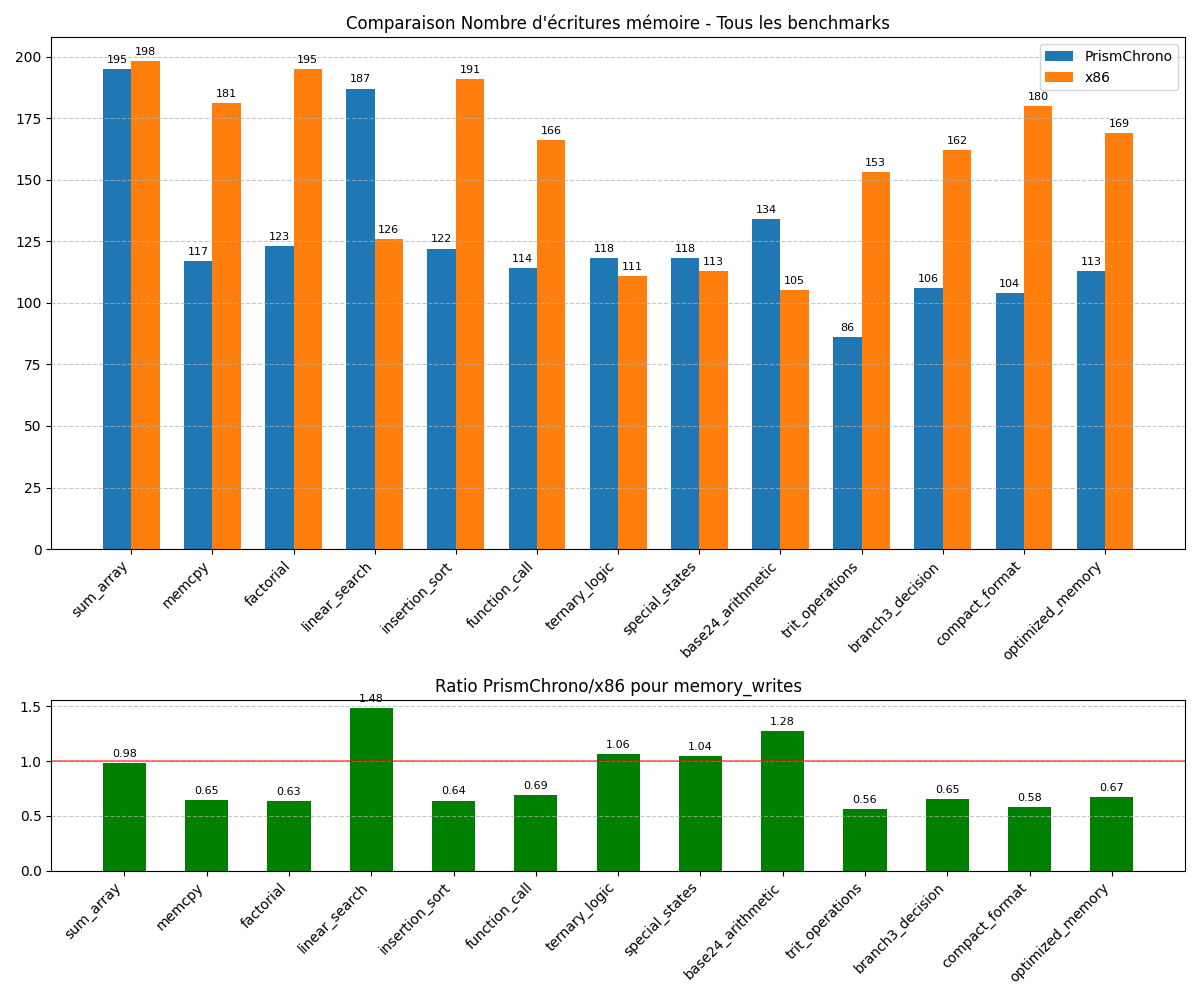 Comparaison Nombre d'écritures mémoire - Tous les benchmarks
PrismChrono
x86
200
175
150
125
100
75
50
25
0
195 198
117 181
123 195
187 126
122 191
114 166
118 111
118 113
134 105
86 153
106 162
104 180
113 169
sum_array
memcpy
factorial
linear_search
insertion_sort
function_call
ternary_logic
special_states
base24_arithmetic
trit_operations
branch3_decision
compact_format
optimized_memory
Ratio PrismChrono/x86 pour memory_writes
1.5
1.0
0.5
0.0
0.98
0.65
0.63
1.48
0.64
0.69
1.06
1.04
1.28
0.56
0.65
0.58
0.67
sum_array
memcpy
factorial
linear_search
insertion_sort
function_call
ternary_logic
special_states
base24_arithmetic
trit_operations
branch3_decision
compact_format
optimized_memory